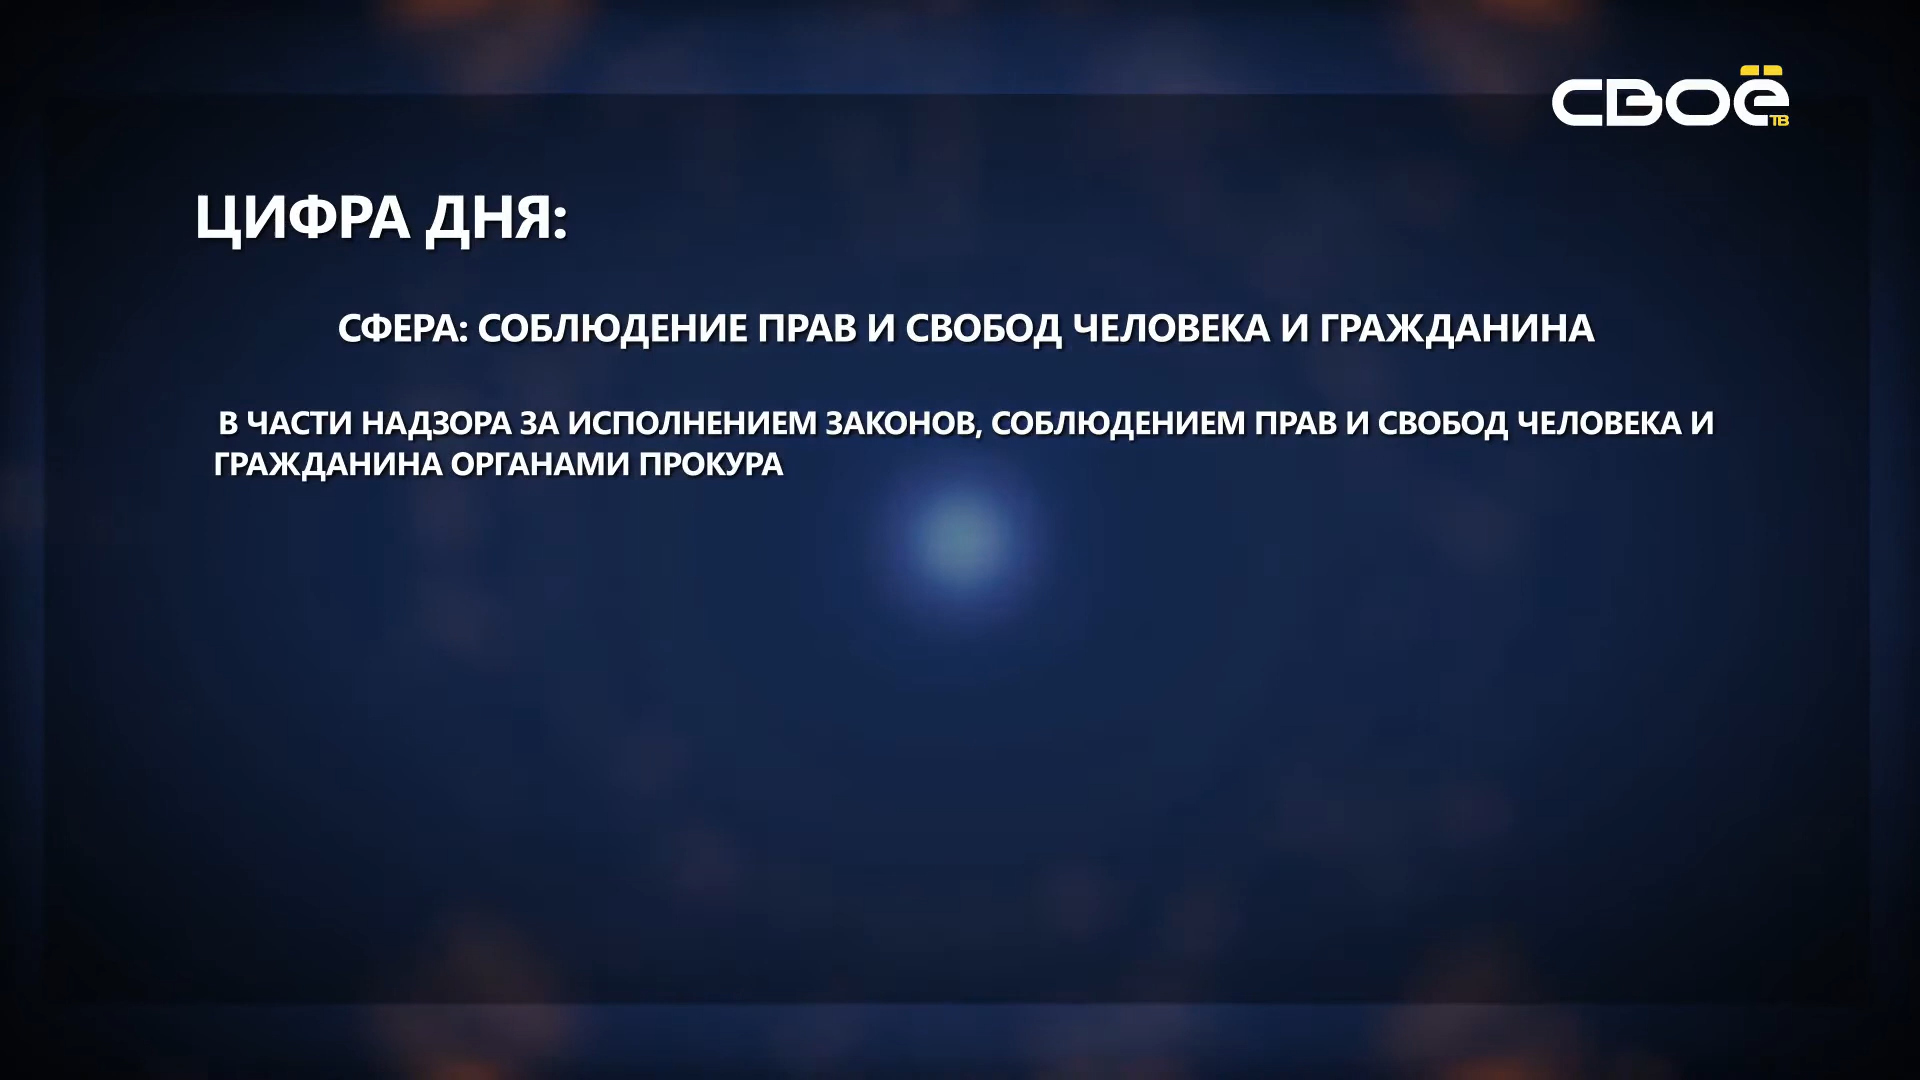 СВОЁ
ТВ
ЦИФРА ДНЯ:
СФЕРА: СОБЛЮДЕНИЕ ПРАВ И СВОБОД ЧЕЛОВЕКА И ГРАЖДАНИНА
В ЧАСТИ НАДЗОРА ЗА ИСПОЛНЕНИЕМ ЗАКОНОВ, СОБЛЮДЕНИЕМ ПРАВ И СВОБОД ЧЕЛОВЕКА И
ГРАЖДАНИНА ОРГАНАМИ ПРОКУРА